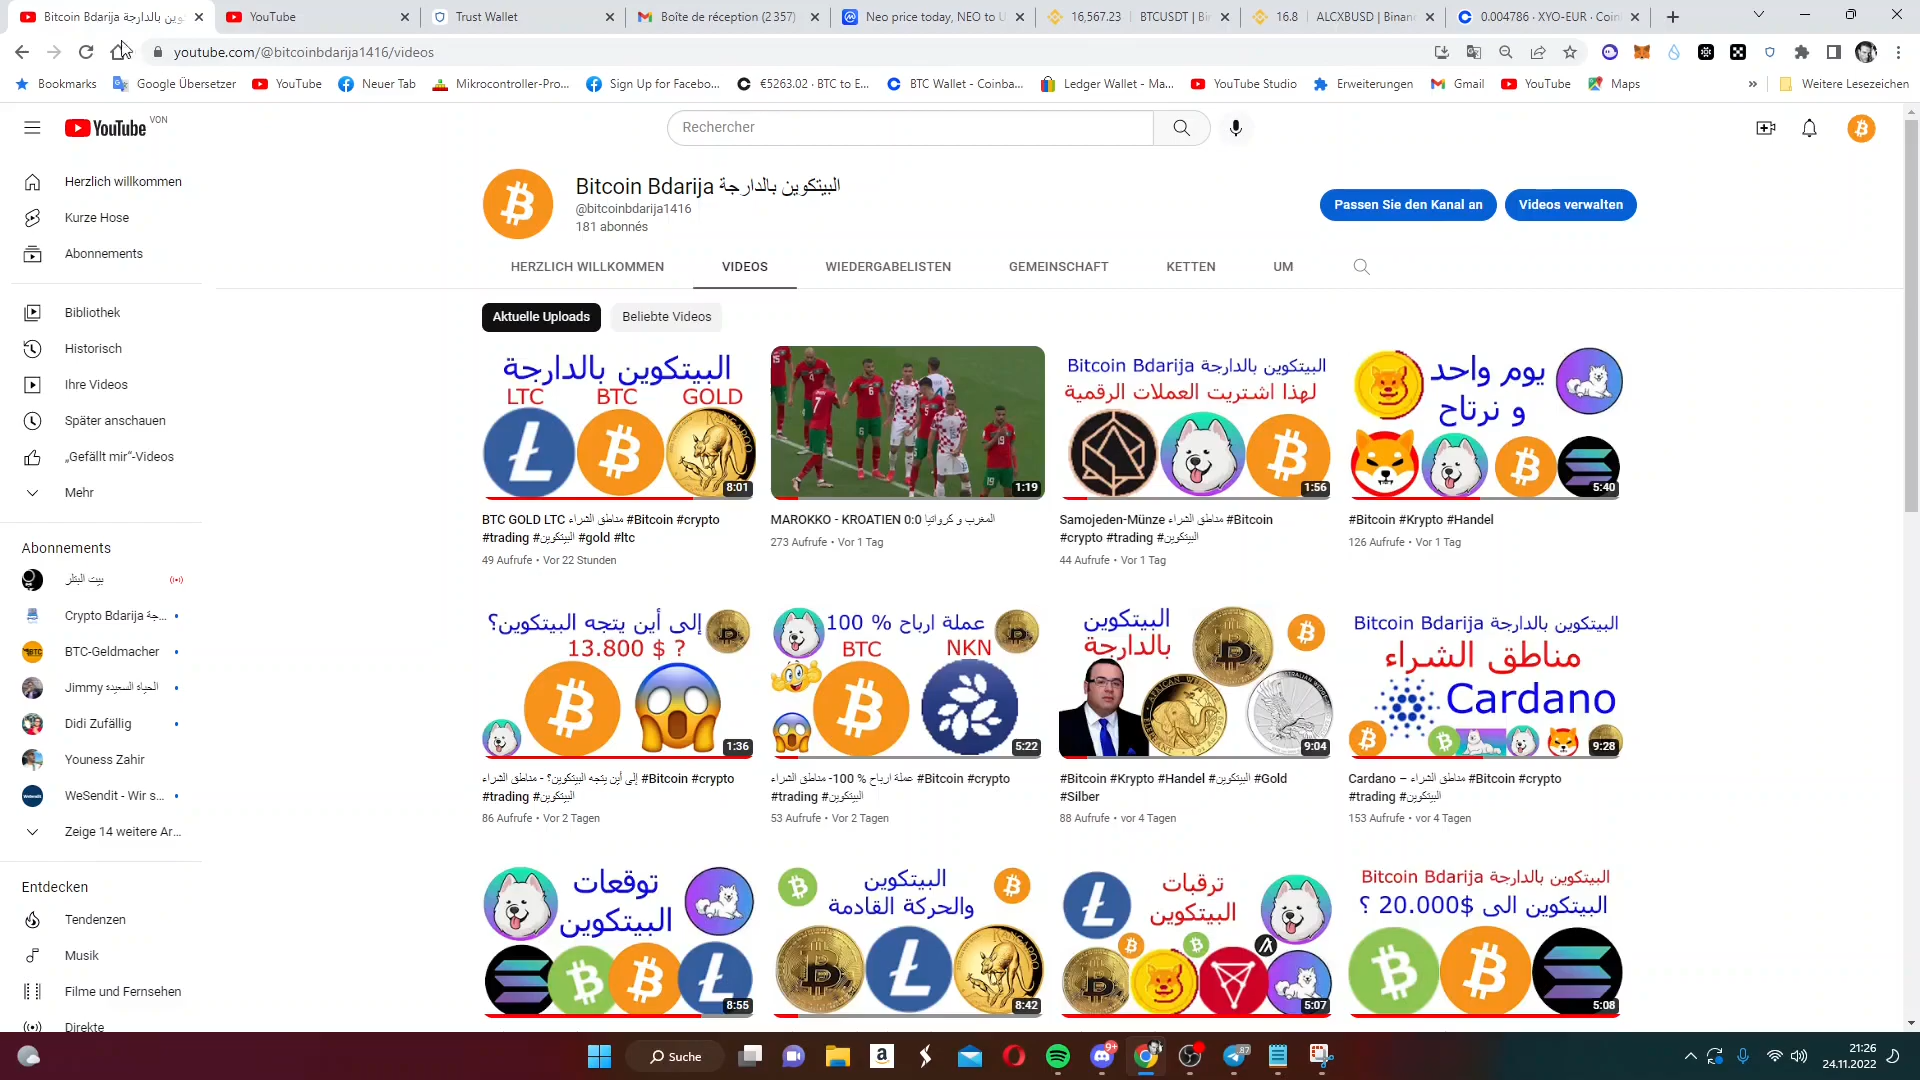 Bitcoin Bdarija البيتكوين بالدارجة
YouTube
Trust Wallet
Boîte de réception (2 357)
Neo price today, NEO to U
16,567.23 | BTCUSDT | Bi
16.8 | ALCXBUSD | Binan
0.004786 · XYO-EUR · Coin
youtube.com/@bitcoinbdarija1416/videos
Bookmarks
Google Übersetzer
YouTube
Neuer Tab
Mikrocontroller-Pro...
Sign Up for Facebo...
€5263.02 · BTC to E...
BTC Wallet - Coinba...
Ledger Wallet - Ma...
YouTube Studio
Erweiterungen
Gmail
YouTube
Maps
»
Weitere Lesezeichen
YouTube VON
Rechercher
Herzlich willkommen
Kurze Hose
Abonnements
Bibliothek
Historisch
Ihre Videos
Später anschauen
„Gefällt mir“-Videos
Mehr
Abonnements
بيت البتلر
Crypto Bdarija جة...
BTC-Geldmacher
Jimmy الحياة السعيدة
Didi Zufällig
Youness Zahir
WeSendit - Wir s...
Zeige 14 weitere Ar...
Entdecken
Tendenzen
Musik
Filme und Fernsehen
Direkte
Bitcoin Bdarija البيتكوين بالدارجة
@bitcoinbdarija1416
181 abonnés
Passen Sie den Kanal an
Videos verwalten
HERZLICH WILLKOMMEN
VIDEOS
WIEDERGABELISTEN
GEMEINSCHAFT
KETTEN
UM
Aktuelle Uploads
Beliebte Videos
البيتكوين بالدارجة
LTC BTC GOLD
8:01
BTC GOLD LTC مناطق الشراء #Bitcoin #crypto
#trading #البيتكوين #gold #ltc
49 Aufrufe • Vor 22 Stunden
1:19
MAROKKO - KROATIEN 0:0 المغرب و كرواتيا
273 Aufrufe • Vor 1 Tag
Bitcoin Bdarija البيتكوين بالدارجة
لهذا اشتريت العملات الرقمية
1:56
Samojeden-Münze مناطق الشراء #Bitcoin
#crypto #trading #البيتكوين
44 Aufrufe • Vor 1 Tag
يوم واحد
و نرتاح
5:40
#Bitcoin #Krypto #Handel
126 Aufrufe • Vor 1 Tag
إلى أين يتجه البيتكوين؟
13.800 $ ?
1:36
إلى أين يتجه البيتكوين؟ - مناطق الشراء #Bitcoin #crypto
#trading #البيتكوين
86 Aufrufe • Vor 2 Tagen
عملة ارباح % 100
BTC NKN
5:22
عملة ارباح % 100- مناطق الشراء #Bitcoin #crypto
#trading #البيتكوين
53 Aufrufe • Vor 2 Tagen
البيتكوين
بالدارجة
9:04
#Bitcoin #Krypto #Handel #البيتكوين #Gold
#Silber
88 Aufrufe • vor 4 Tagen
Bitcoin Bdarija البيتكوين بالدارجة
مناطق الشراء
Cardano
9:28
Cardano – مناطق الشراء #Bitcoin #crypto
#trading #البيتكوين
153 Aufrufe • vor 4 Tagen
توقعات
البيتكوين
8:55
البيتكوين
والحركة القادمة
8:42
ترقبات
البيتكوين
5:07
Bitcoin Bdarija البيتكوين بالدارجة
البيتكوين الى $20.000 ؟
5:08
Suche
9+
87
21:26
24.11.2022